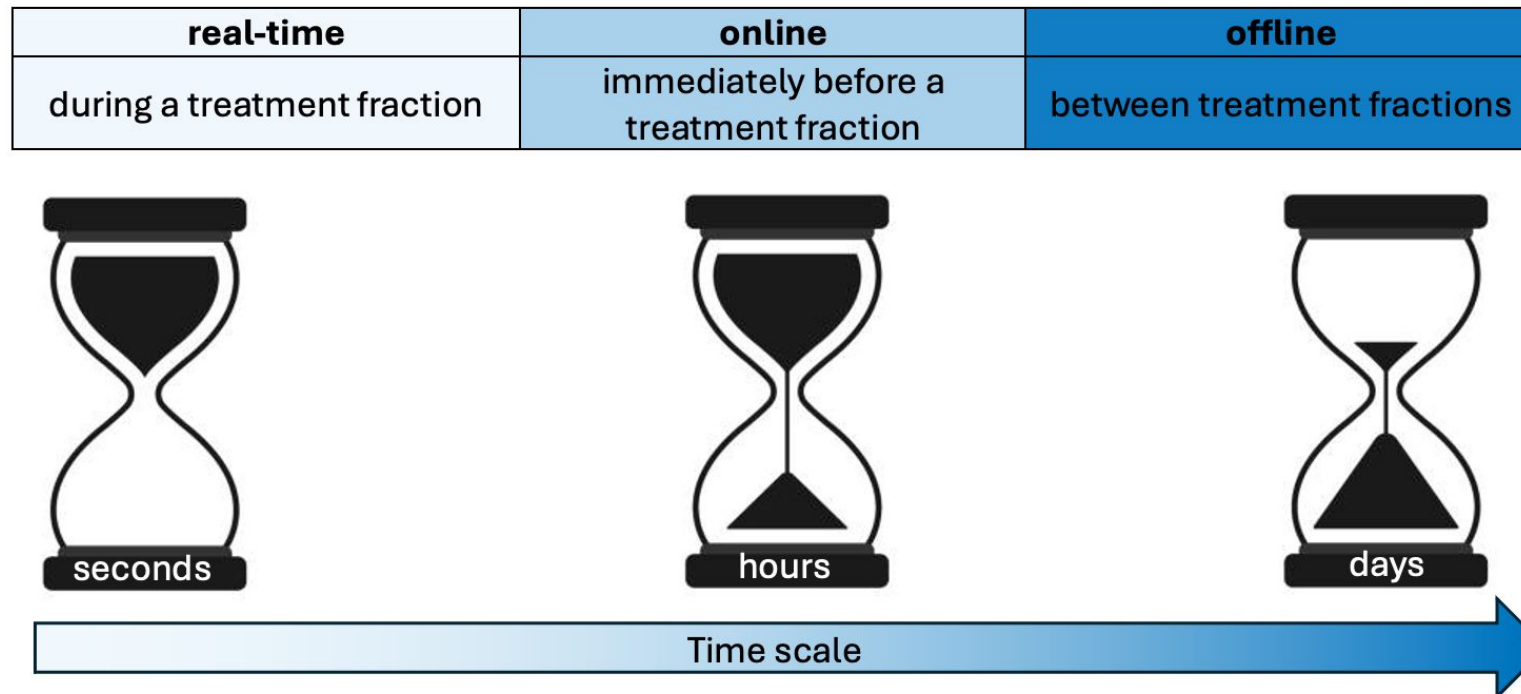 real-time
online
offline
during a treatment fraction
immediately before a
treatment fraction
between treatment fractions
seconds
hours
days
Time scale